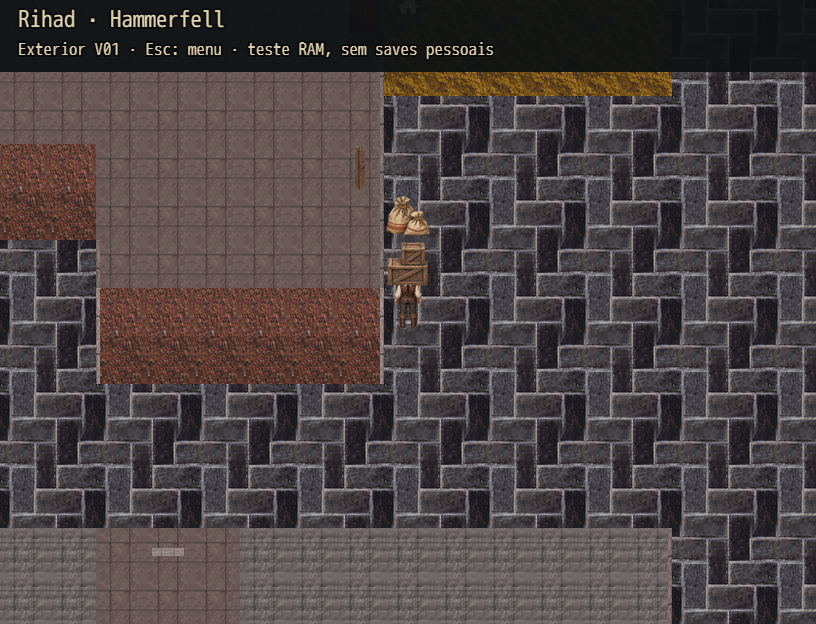 Rihad · Hammerfell
Exterior V01 · Esc: menu · teste RAM, sem saves pessoais